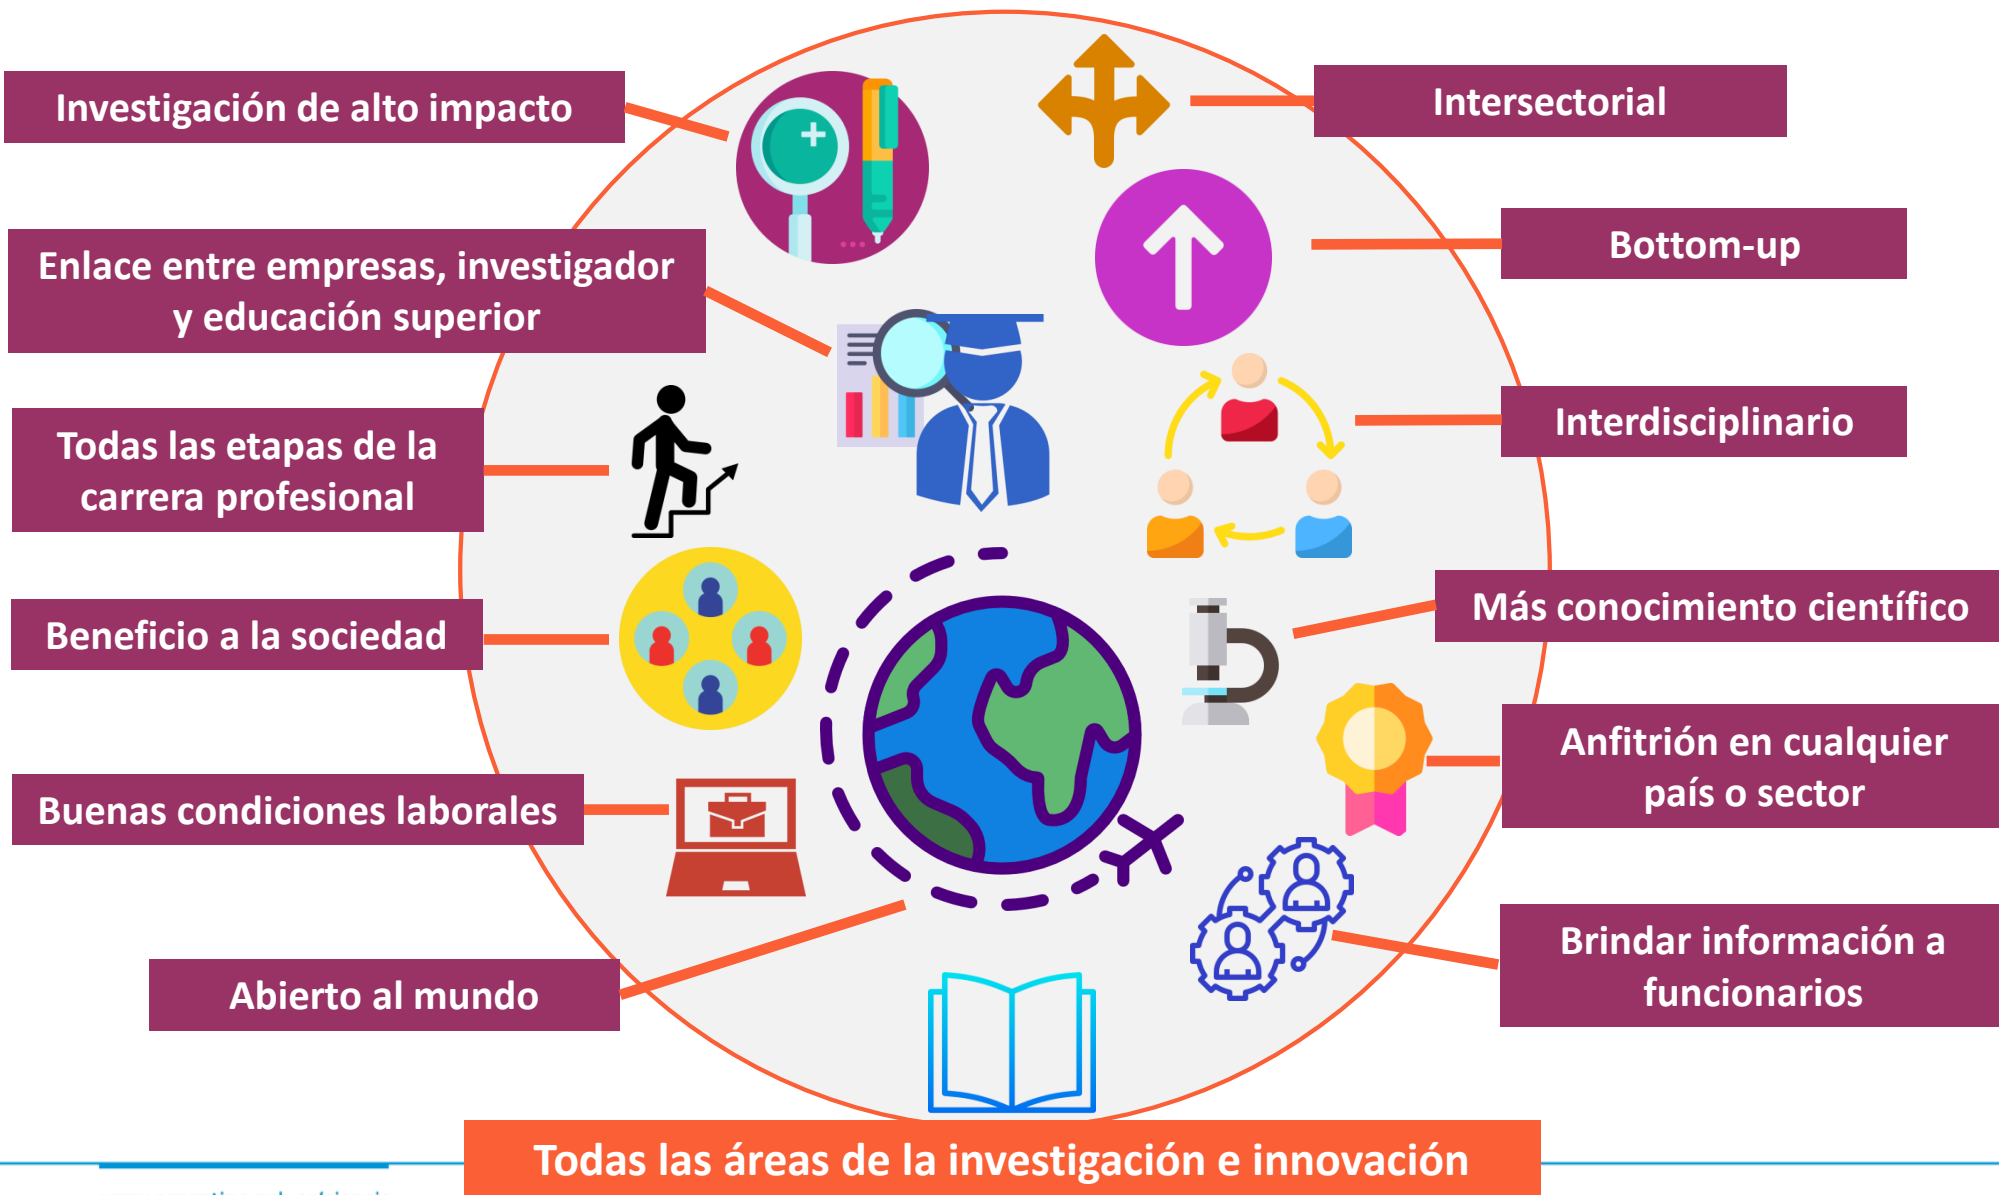 Investigación de alto impacto
Enlace entre empresas, investigador
y educación superior
Todas las etapas de la
carrera profesional
Beneficio a la sociedad
Buenas condiciones laborales
Abierto al mundo
Intersectorial
Bottom-up
Interdisciplinario
Más conocimiento científico
Anfitrión en cualquier
país o sector
Brindar información a
funcionarios
Todas las áreas de la investigación e innovación